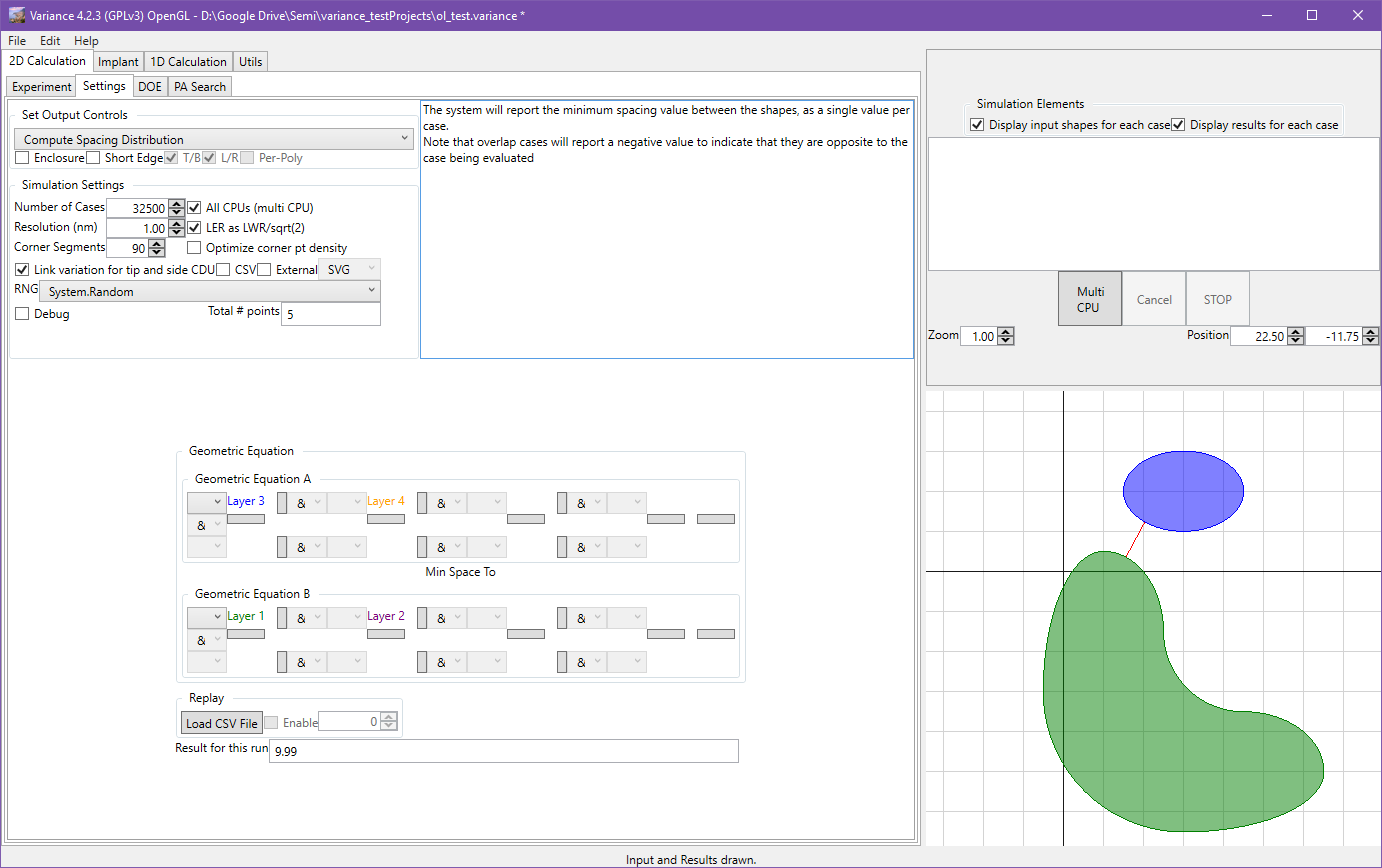 Variance 4.2.3 (GPLv3) OpenGL - D:\Google Drive\Semi\variance_testProjects\ol_test.variance *
File Edit Help
2D Calculation Implant 1D Calculation Utils
Experiment Settings DOE PA Search
Set Output Controls
Compute Spacing Distribution
Enclosure Short Edge T/B L/R Per-Poly
Simulation Settings
Number of Cases 32500 All CPUs (multi CPU)
Resolution (nm) 1.00 LER as LWR/sqrt(2)
Corner Segments 90 Optimize corner pt density
Link variation for tip and side CDU CSV External SVG
RNG System.Random
Debug Total # points 5
The system will report the minimum spacing value between the shapes, as a single value per
case.
Note that overlap cases will report a negative value to indicate that they are opposite to the
case being evaluated
Geometric Equation
Geometric Equation A
Layer 3 & Layer 4 & &
&
& & &
Min Space To
Geometric Equation B
Layer 1 & Layer 2 & &
&
& & &
Replay
Load CSV File Enable 0
Result for this run 9.99
Simulation Elements
Display input shapes for each case Display results for each case
Multi
CPU
Cancel STOP
Zoom 1.00 Position 22.50 -11.75
Input and Results drawn.